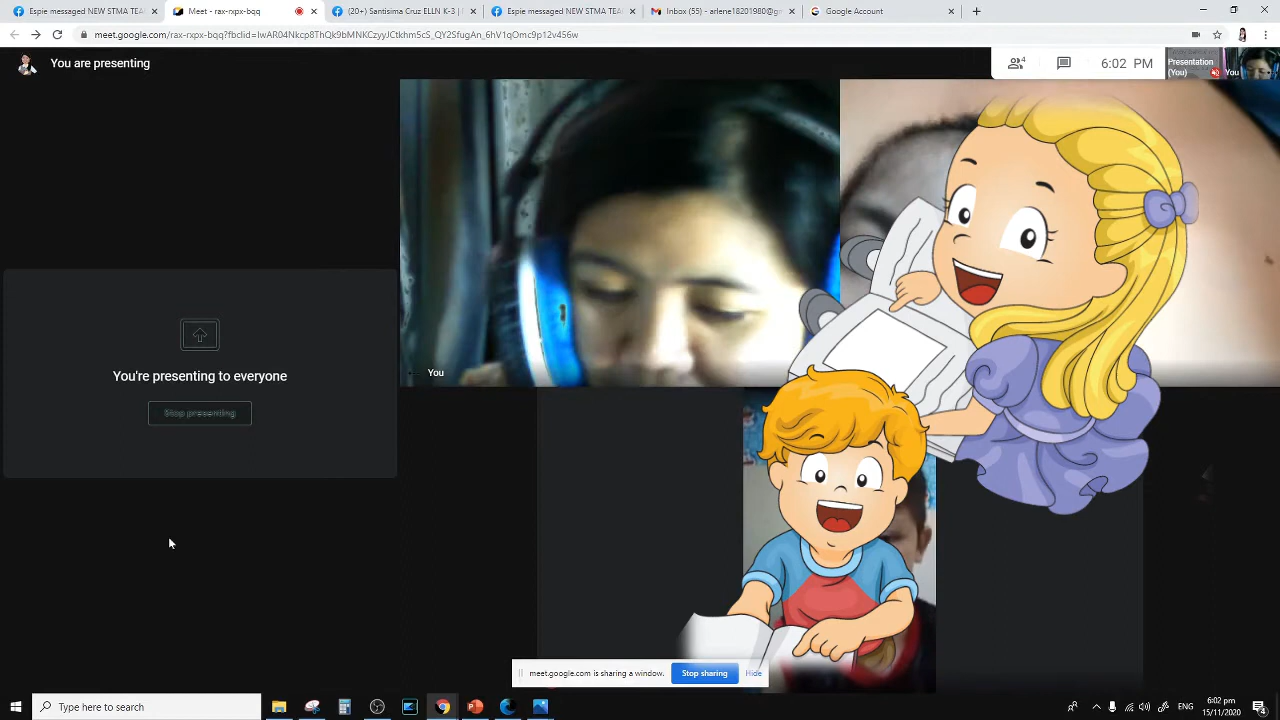 Espie messaged NEW STMA TEA
Meet - rax-rxpx-bqq
(20+) Santisima Cruz ELLN K-3 |
Espie messaged NEW STMA TEA
Inbox (55) - arlene18201980@g
Google Account
meet.google.com/rax-rxpx-bqq?fbclid=IwAR04Nkcp8ThQk9bMNKCzyyJCtkhm5cS_QY2SfugAn_6hV1qOmc9p12v456w
You are presenting
4
6:02 PM
Presentation
(You)
You
You're presenting to everyone
Stop presenting
You
meet.google.com is sharing a window.
Stop sharing
Hide
Type here to search
ENG
6:02 pm
15/11/2020